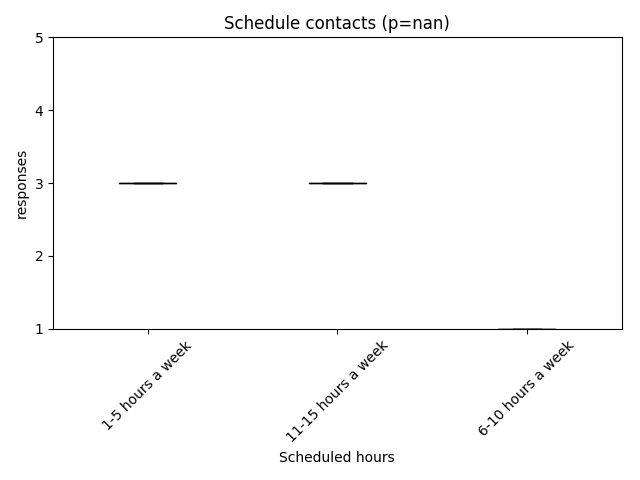 Schedule contacts (p=nan)
5
4
3
2
1
responses
1-5 hours a week
11-15 hours a week
6-10 hours a week
Scheduled hours